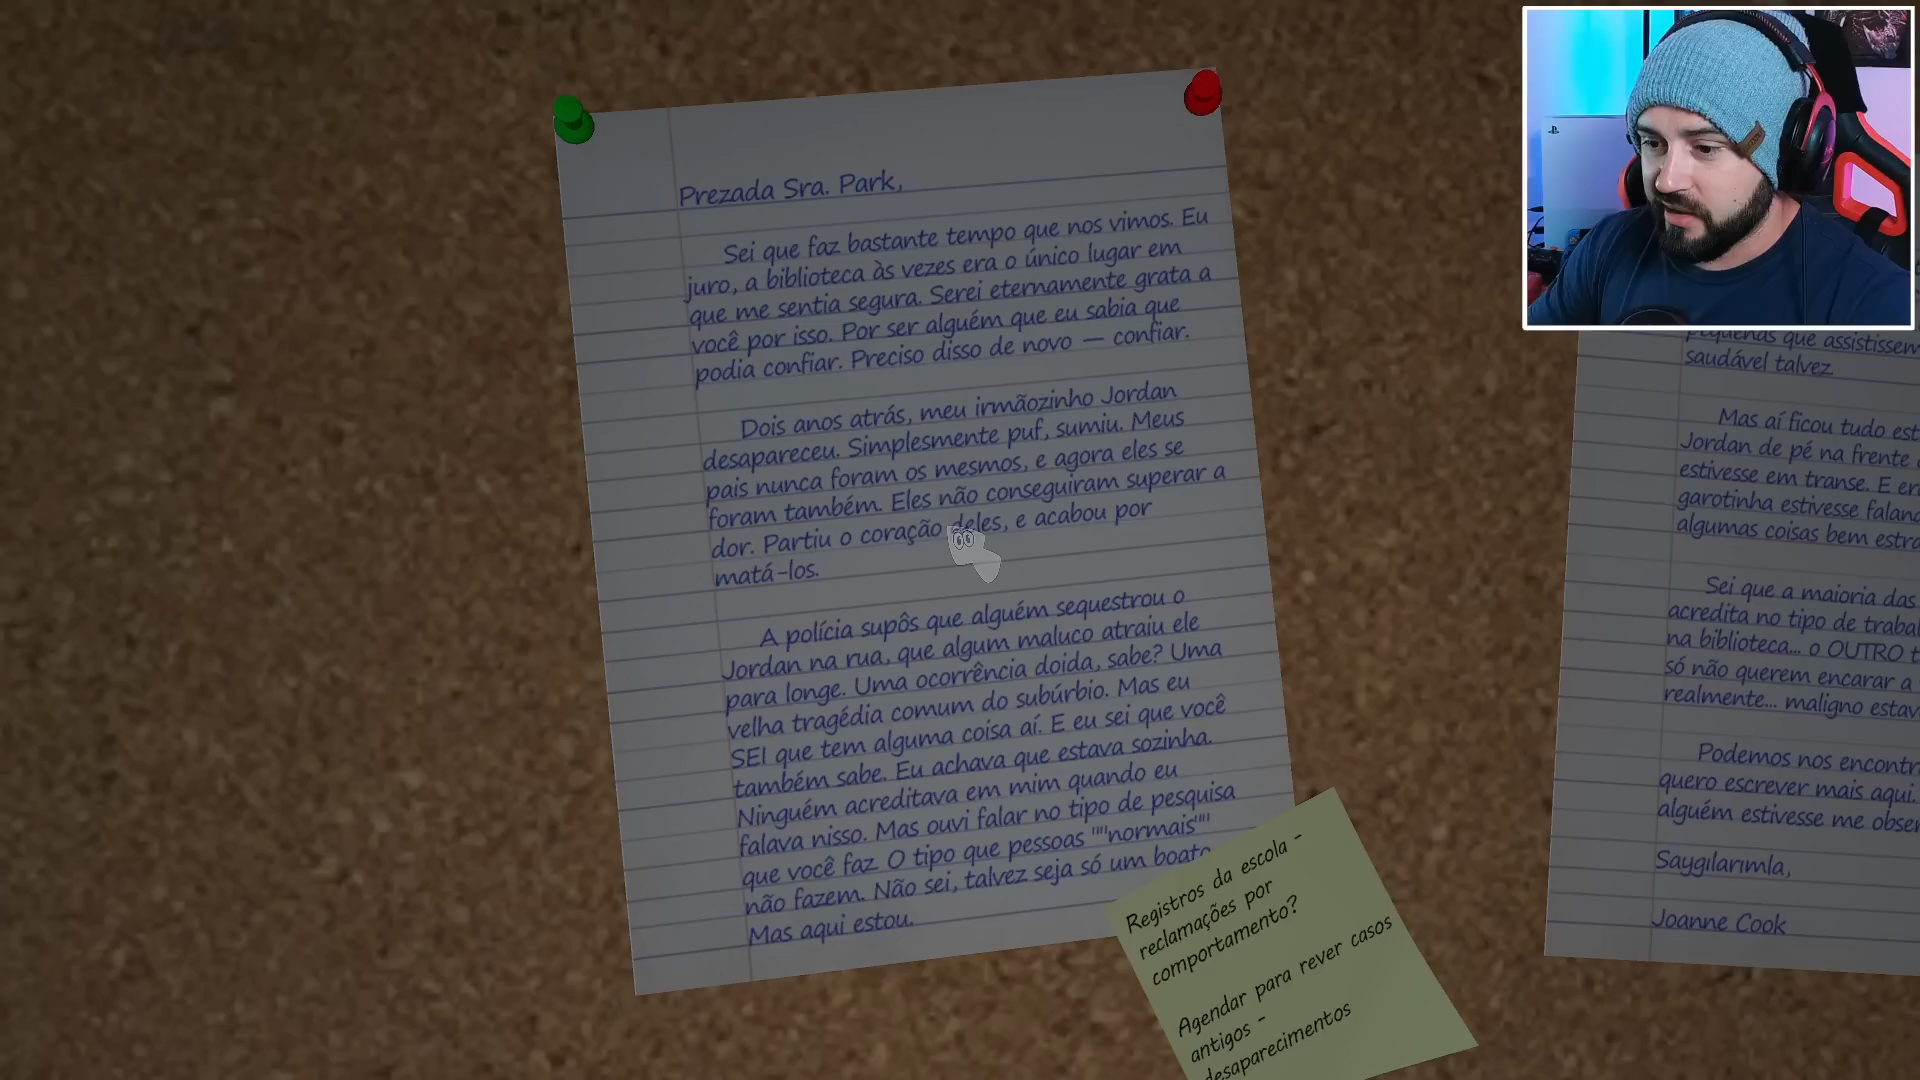 Prezada Sra. Park,
Sei que faz bastante tempo que nos vimos. Eu
juro, a biblioteca às vezes era o único lugar em
que me sentia segura. Serei eternamente grata a
você por isso. Por ser alguém que eu sabia que
podia confiar. Preciso disso de novo — confiar.
Dois anos atrás, meu irmãozinho Jordan
desapareceu. Simplesmente puf, sumiu. Meus
pais nunca foram os mesmos, e agora eles se
foram também. Eles não conseguiram superar a
dor. Partiu o coração deles, e acabou por
matá-los.
A polícia supôs que alguém sequestrou o
Jordan na rua, que algum maluco atraiu ele
para longe. Uma ocorrência doida, sabe? Uma
velha tragédia comum do subúrbio. Mas eu
SEI que tem alguma coisa aí. E eu sei que você
também sabe. Eu achava que estava sozinha.
Ninguém acreditava em mim quando eu
falava nisso. Mas ouvi falar no tipo de pesquisa
que você faz. O tipo que pessoas ""normais""
não fazem. Não sei, talvez seja só um boato.
Mas aqui estou.
Registros da escola -
reclamações por
comportamento?
Agendar para rever casos
antigos -
desaparecimentos
pequenas que assistissem
saudável talvez.
Mas aí ficou tudo
Jordan de pé na frente
estivesse em transe. E
garotinha estivesse
algumas coisas bem
Sei que a maioria das
acredita no tipo de
na biblioteca... o OUTRO
só não querem encarar a
realmente... maligno
Podemos nos
quero escrever mais aqui.
alguém estivesse me
Saygılarımla,
Joanne Cook